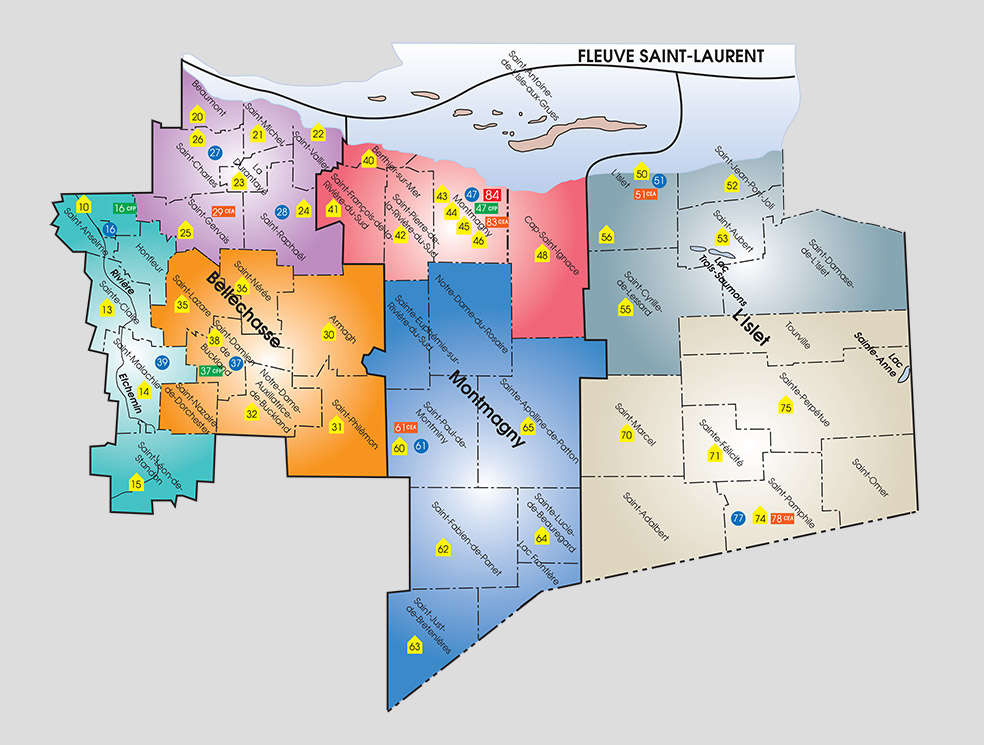 FLEUVE SAINT-LAURENT
Saint-Antoine-
de-L'Isle-aux-Grues
Beaumont
20
26
27
Saint-Michel
21
22
Saint-Vallier
Saint-Charles
La
Durantaye
23
29 CEA
28
24
Saint-Gervais
25
Saint-Raphaël
40
Berthier-sur-Mer
41
Saint-François-de-la-
Rivière-du-Sud
42
Saint-Pierre-de-
la-Rivière-du-Sud
43
47
84
47 CFP
44
83 CEA
45
46
Montmagny
Cap-Saint-Ignace
48
L'Islet
50
51
51 CEA
52
Saint-Jean-Port-Joli
56
53
Saint-Aubert
Lac
Trois-Saumons
Saint-Damase-
de-L'Islet
Saint-Cyrille-
de-Lessard
55
L'Islet
10
16 CFP
16
Saint-Anselme
Honfleur
Rivière
Etchemin
Sainte-Claire
13
Saint-Malachie
39
14
Saint-Léon-de-
Standon
15
Bellechasse
Saint-Nérée
36
Saint-Lazare
35
38
Saint-Damien
de
Buckland
37
37 CFP
Armagh
30
Notre-Dame-
Auxiliatrice-
de-Buckland
32
Saint-Nazaire-
de-Dorchester
Saint-Philémon
31
Notre-Dame-du-Rosaire
Sainte-Euphémie-sur-
Rivière-du-Sud
Montmagny
Sainte-Apolline-de-Patton
65
Saint-Paul-de-
Montminy
61 CEA
60
61
Saint-Fabien-de-Panet
62
Sainte-Lucie-
de-Beauregard
64
Lac Frontière
Saint-Just-
de-Bretenières
63
Tourville
Lac
Sainte-Anne
Sainte-Perpétue
75
Saint-Marcel
70
Sainte-Félicité
71
Saint-Omer
Saint-Adalbert
Saint-Pamphile
77
74
78 CEA